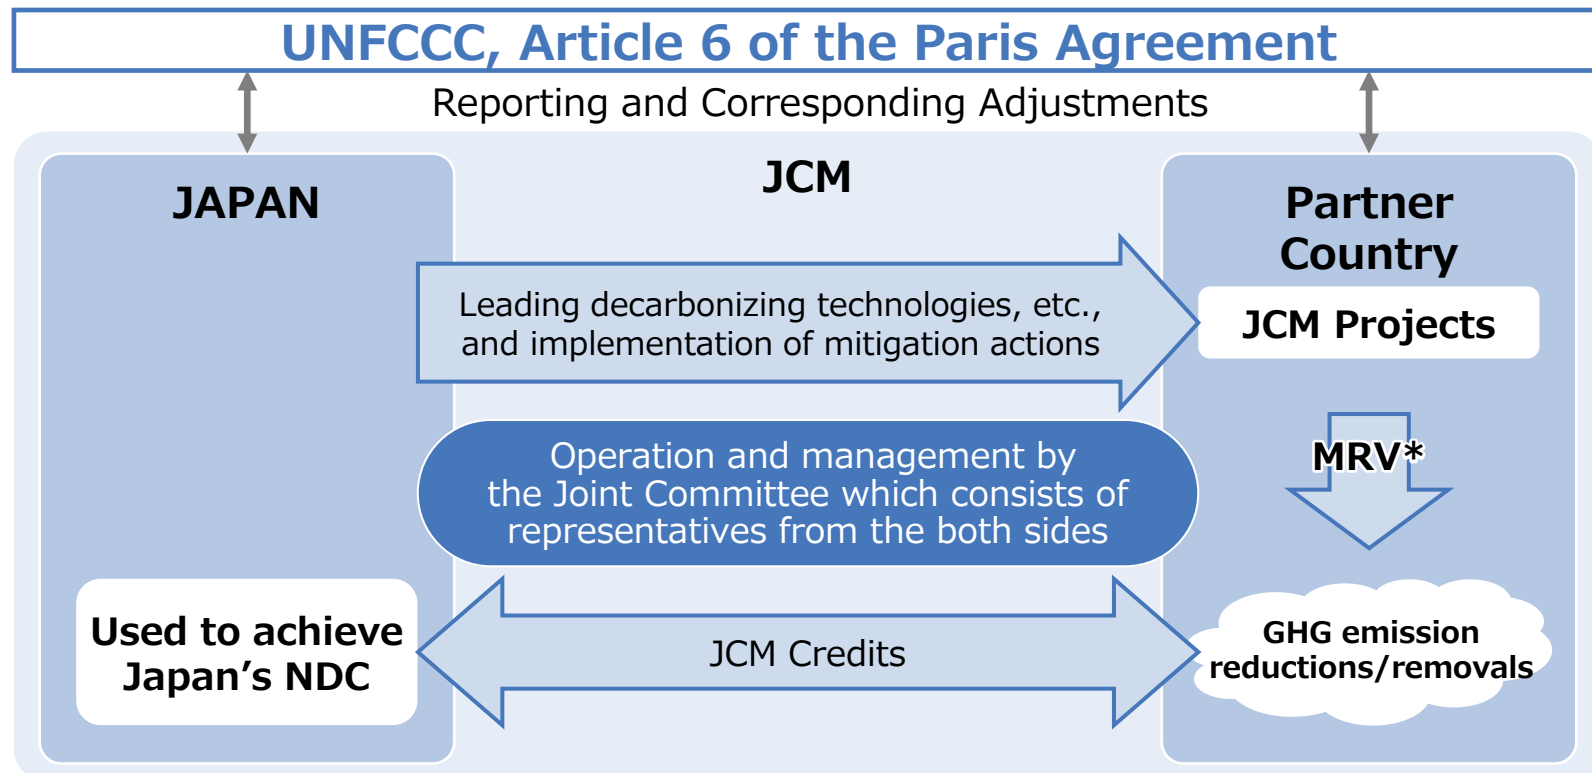 UNFCCC, Article 6 of the Paris Agreement
Reporting and Corresponding Adjustments
JCM
JAPAN
Partner
Country
Leading decarbonizing technologies, etc.,
and implementation of mitigation actions
JCM Projects
Operation and management by
the Joint Committee which consists of
representatives from the both sides
MRV*
Used to achieve
Japan’s NDC
JCM Credits
GHG emission
reductions/removals